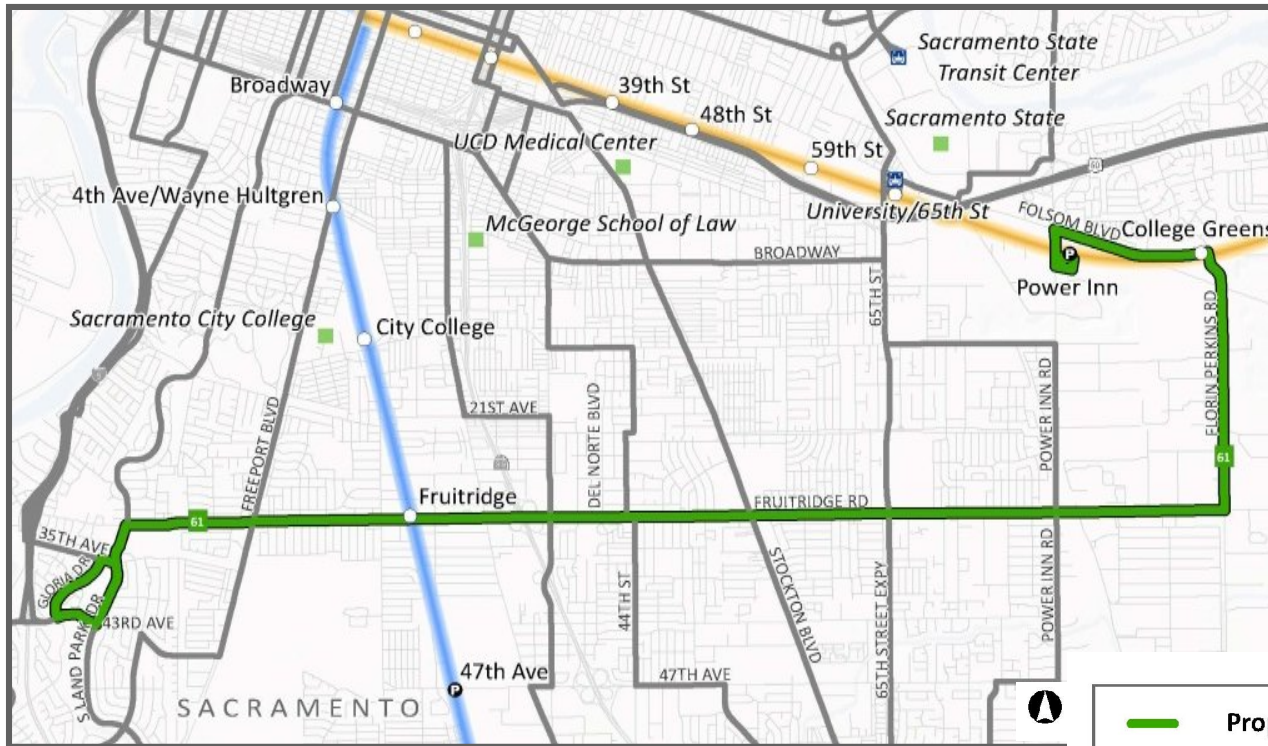 Sacramento State
Transit Center
Broadway
39th St
48th St
Sacramento State
UCD Medical Center
59th St
4th Ave/Wayne Hultgren
University/65th St
McGeorge School of Law
FOLSOM BLVD
College Greens
BROADWAY
Power Inn
65TH ST
Sacramento City College
City College
FLORIN PERKINS RD
POWER INN RD
DEL NORTE BLVD
FREEPORT BLVD
21ST AVE
61
Fruitridge
FRUITRIDGE RD
61
35TH AVE
GLORIA DR
STOCKTON BLVD
44TH ST
65TH STREET EXPY
POWER INN RD
43RD AVE
S LAND PARK DR
47th Ave
47TH AVE
SACRAMENTO
P
P
80